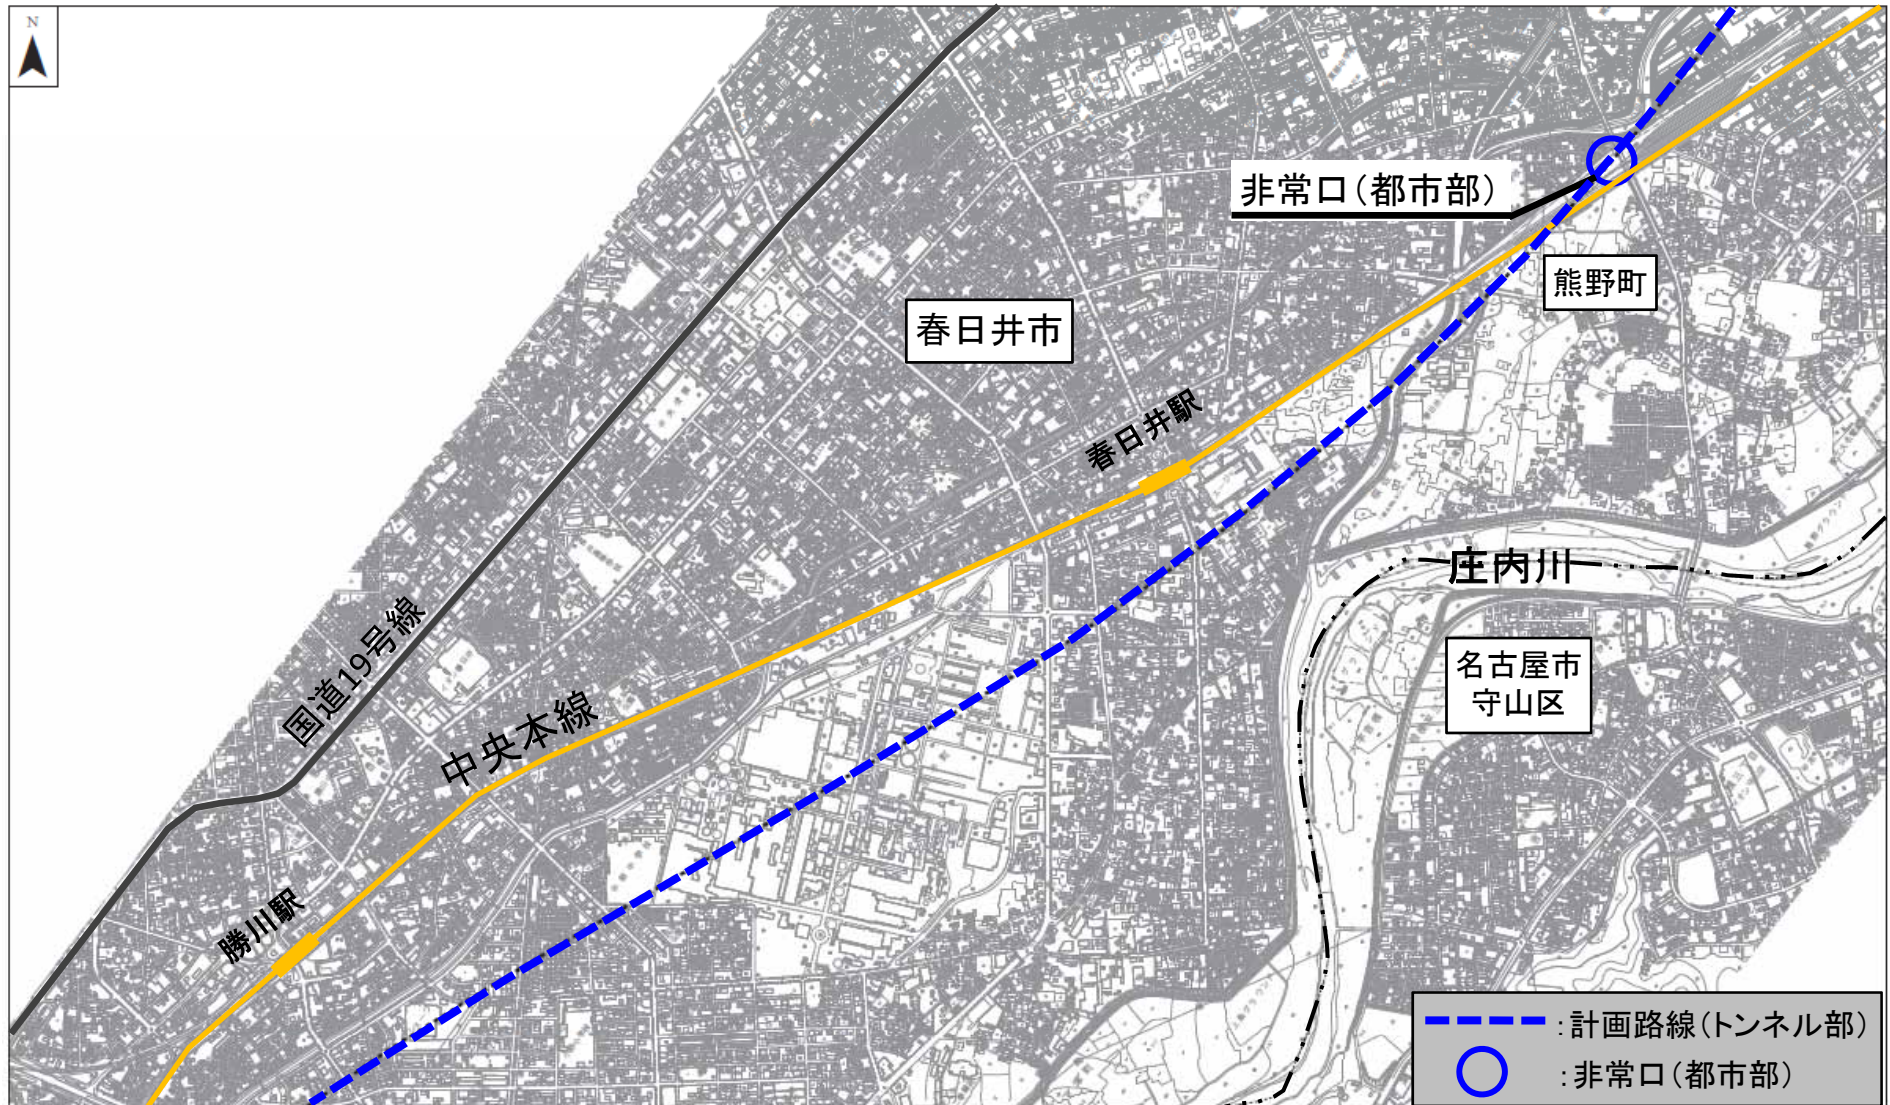 N
非常口(都市部)
熊野町
春日井市
春日井駅
庄内川
国道19号線
名古屋市
守山区
中央本線
勝川駅
:計画路線(トンネル部)
:非常口(都市部)